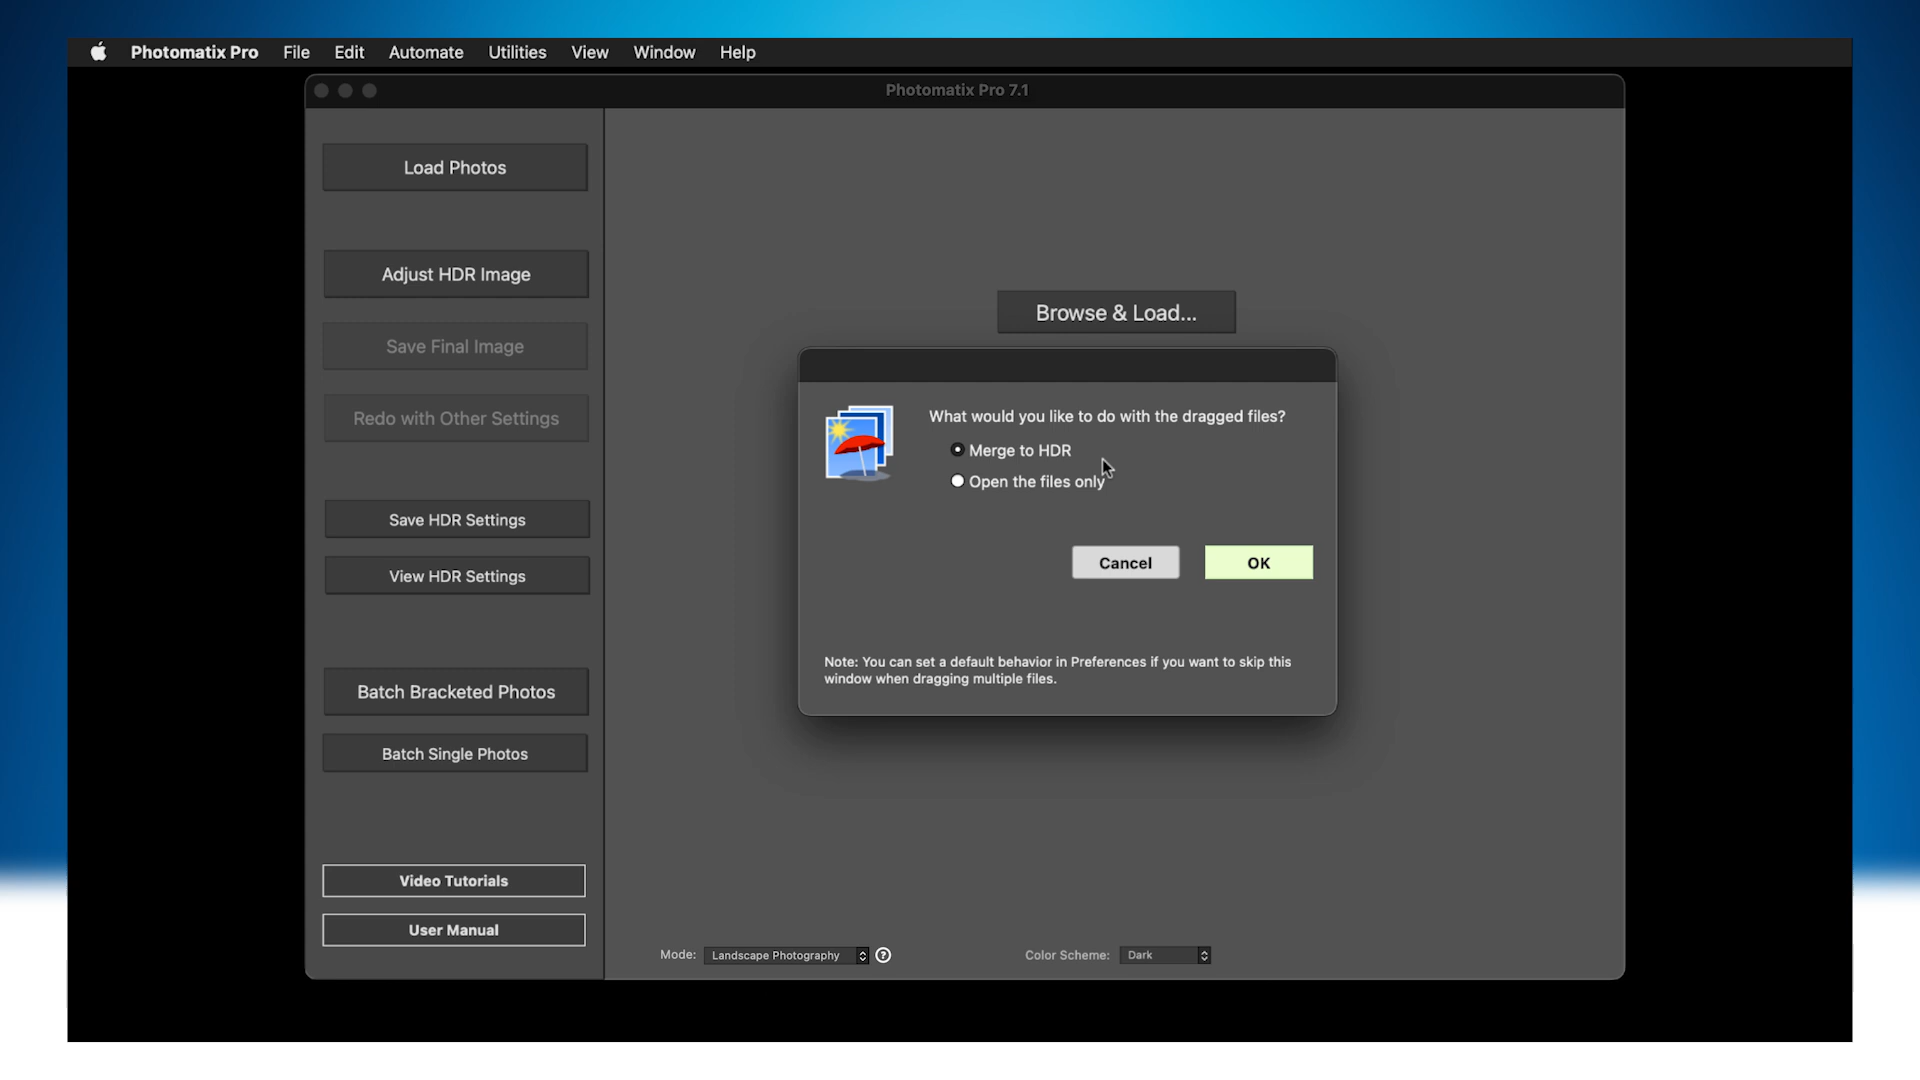 Photomatix Pro File Edit Automate Utilities View Window Help
Photomatix Pro 7.1
Load Photos
Adjust HDR Image
Save Final Image
Redo with Other Settings
Save HDR Settings
View HDR Settings
Batch Bracketed Photos
Batch Single Photos
Video Tutorials
User Manual
Browse & Load...
What would you like to do with the dragged files?
Merge to HDR
Open the files only
Cancel OK
Note: You can set a default behavior in Preferences if you want to skip this
window when dragging multiple files.
Mode: Landscape Photography ? Color Scheme: Dark